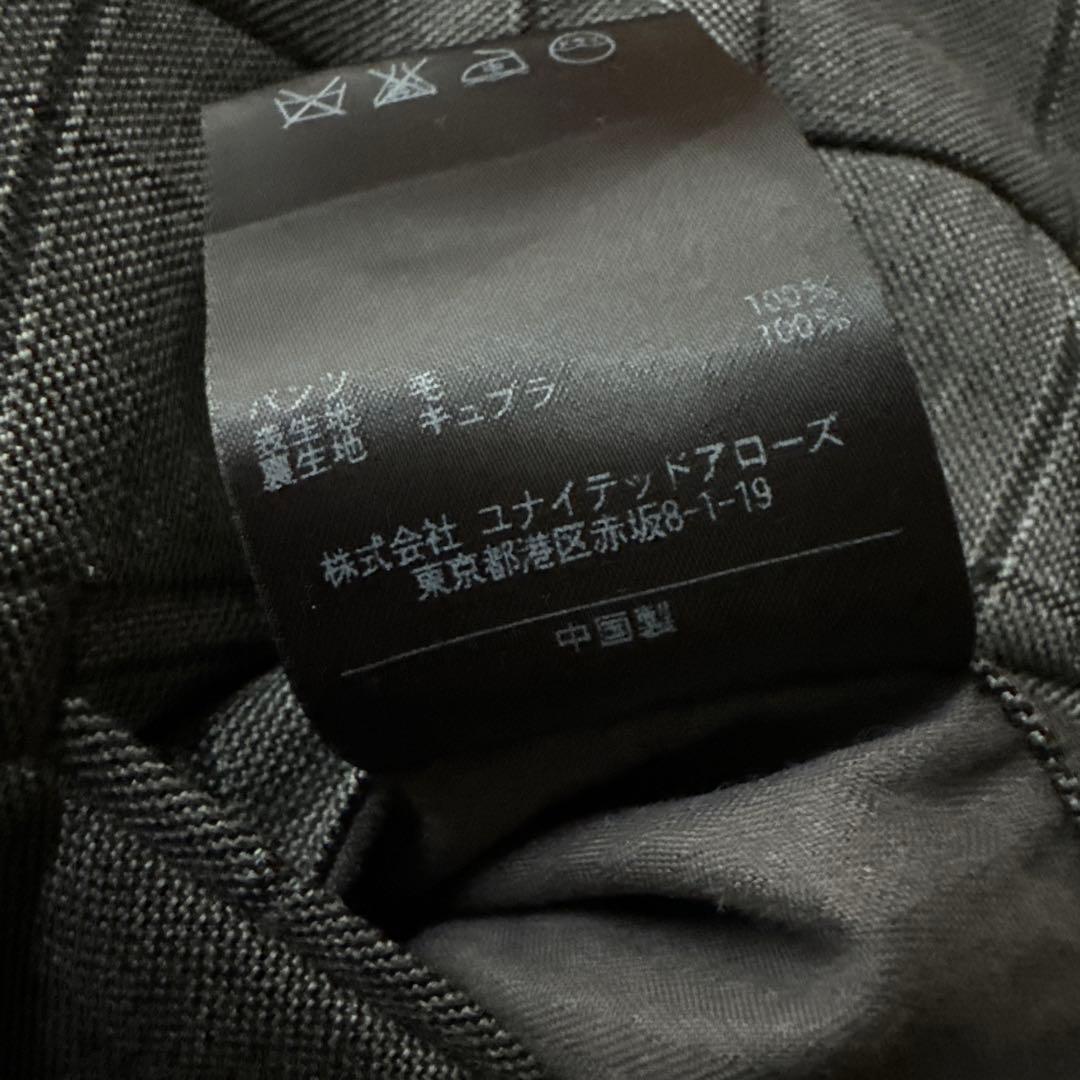 パンツ
表生地 毛 100%
裏生地 キュプラ 100%
株式会社 ユナイテッドアローズ
東京都港区赤坂8-1-19
中国製